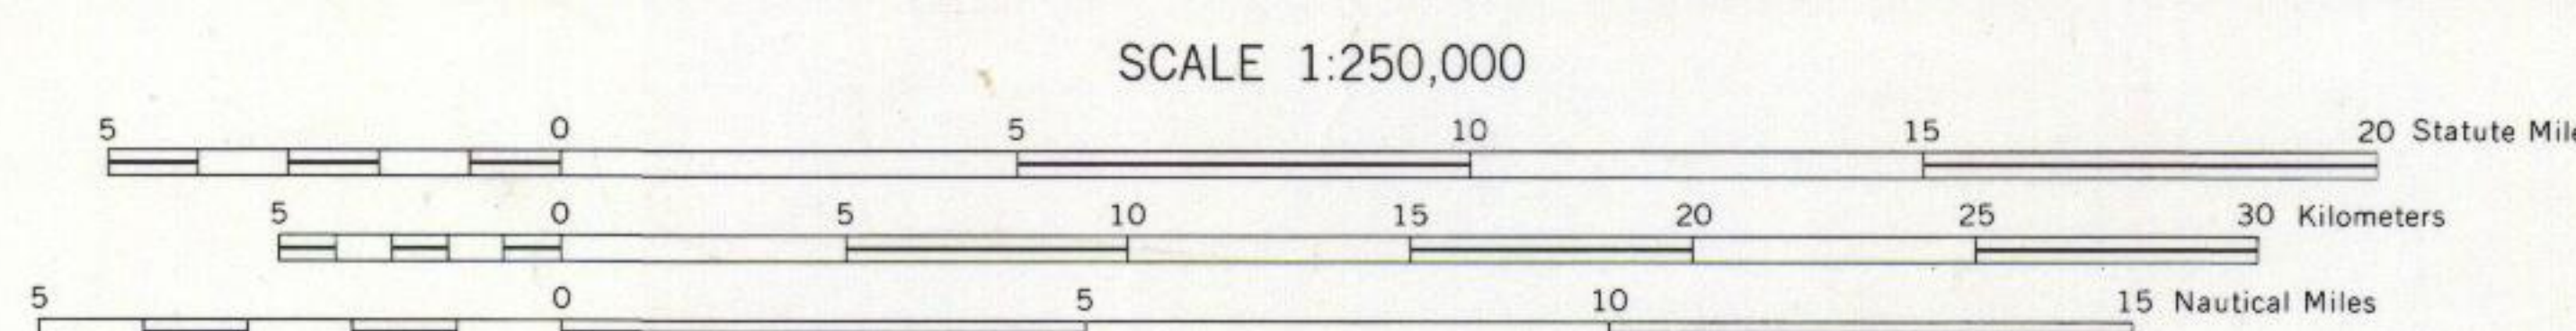 SCALE 1:250,000
5 0 5 10 15 20 Statute
5 0 5 10 15 20 25 30 Kilometers
5 0 5 10 15 Nautical Miles